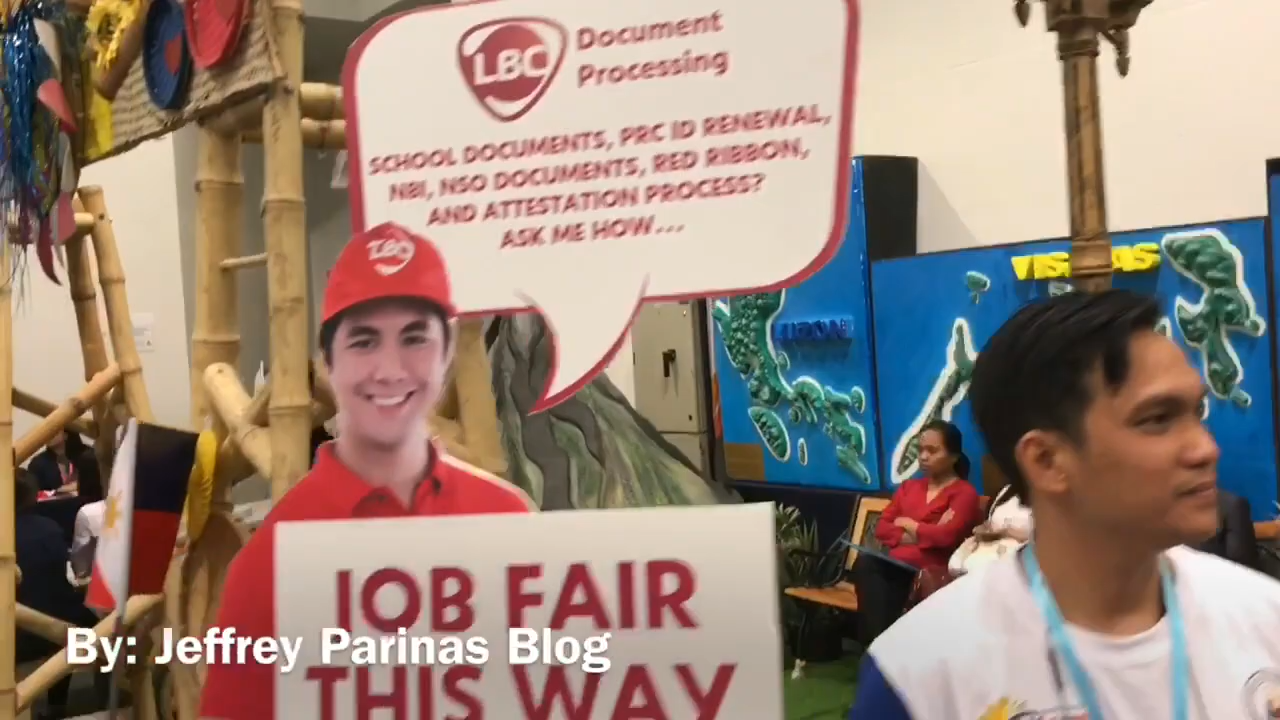 LBC
Document
Processing
SCHOOL DOCUMENTS, PRC ID RENEWAL,
NBI, NSO DOCUMENTS, RED RIBBON,
AND ATTESTATION PROCESS?
ASK ME HOW...
LBC
VISAYAS
LUZON
JOB FAIR
THIS WAY
By: Jeffrey Parinas Blog